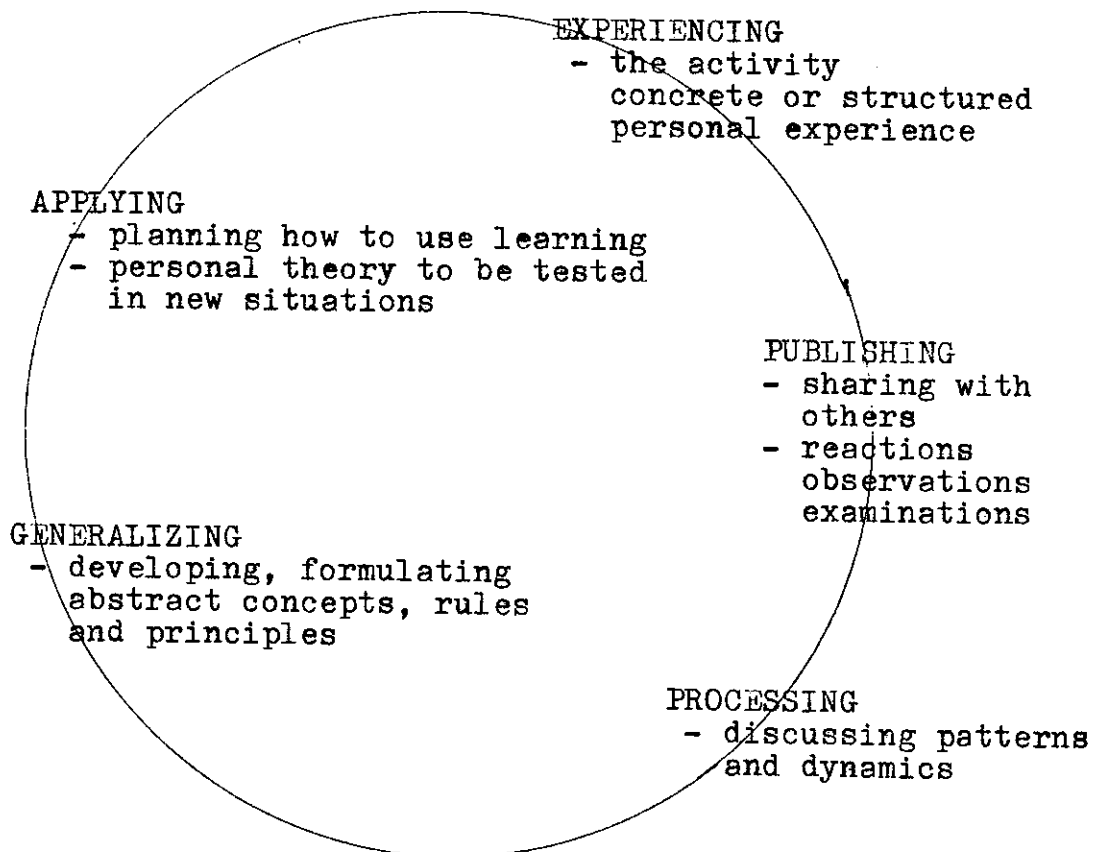 EXPERIENCING
- the activity
concrete or structured
personal experience
APPLYING
- planning how to use learning
- personal theory to be tested
in new situations
PUBLISHING
- sharing with
others
- reactions
observations
examinations
GENERALIZING
- developing, formulating
abstract concepts, rules
and principles
PROCESSING
- discussing patterns
and dynamics